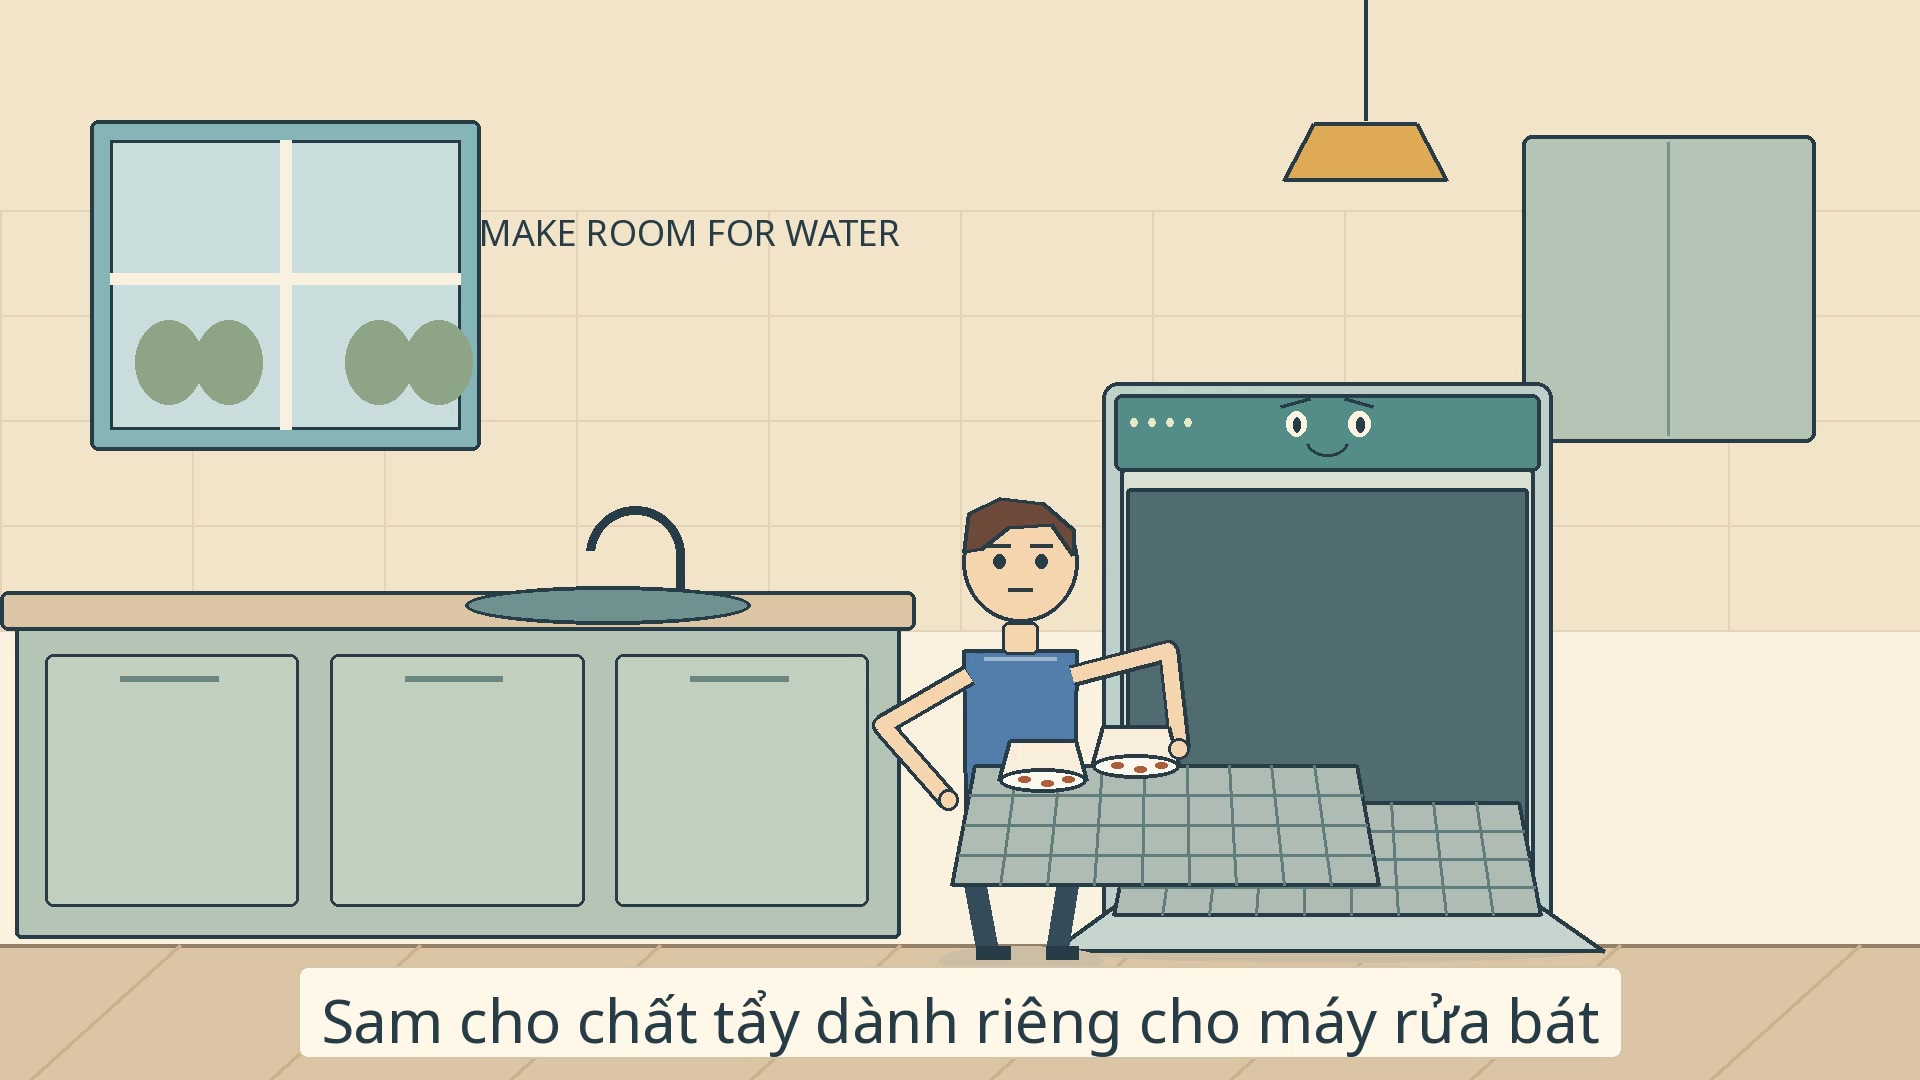 MAKE ROOM FOR WATER
Sam cho chất tẩy dành riêng cho máy rửa bát